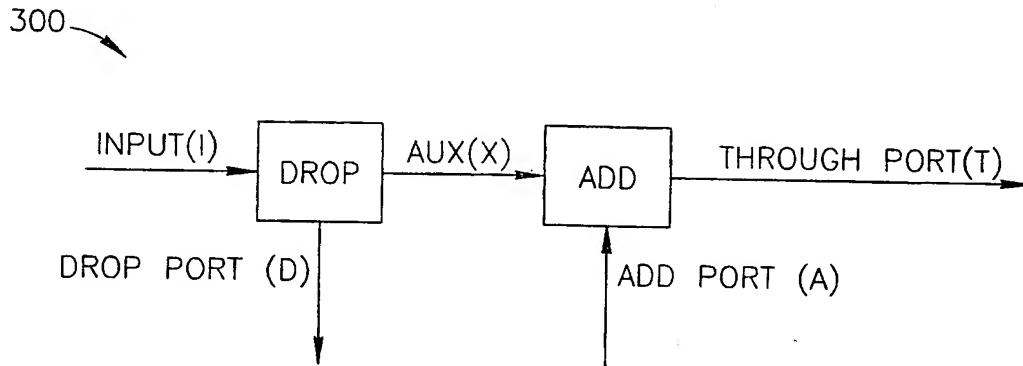 300
INPUT(I)
DROP
AUX(X)
ADD
THROUGH PORT(T)
DROP PORT (D)
ADD PORT (A)